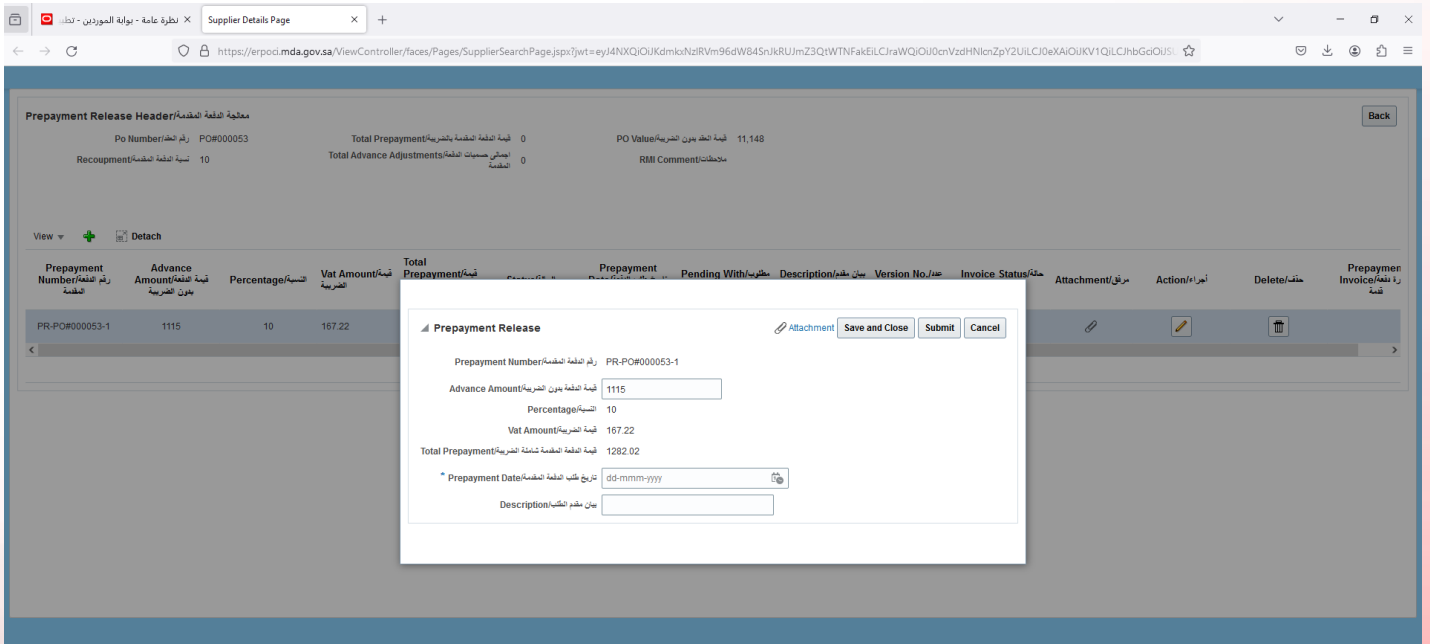 نظرة عامة - بوابة الموردين - تط
Supplier Details Page
https://erpoci.mda.gov.sa/ViewController/faces/Pages/SupplierSearchPage.jspx?jwt=
Prepayment Release Header/معالجة الدفعة المقدمة
Back
Po Number/رقم العقد PO#000053
Total Prepayment/قيمة الدفعة المقدمة بالضريبة 0
PO Value/قيمة العقد بدون الضريبة 11,148
Recoupment/نسبة الدفعة المقدمة 10
Total Advance Adjustments/اجمالي حسميات الدفعة المقدمة 0
RMI Comment/ملاحظات
View
Detach
Prepayment Number/رقم الدفعة المقدمة
Advance Amount/قيمة الدفعة بدون الضريبة
Percentage/النسبة
Vat Amount/قيمة الضريبة
Total Prepayment/قيمة
Prepayment
Pending With/مطلوب
Description/بيان مقدم
Version No./عدد
Invoice Status/حالة
Attachment/مرفق
Action/أجراء
Delete/حذف
Prepaymen
Invoice/
PR-PO#000053-1 1115 10 167.22
Prepayment Release
Attachment Save and Close Submit Cancel
Prepayment Number/رقم الدفعة المقدمة PR-PO#000053-1
Advance Amount/قيمة الدفعة بدون الضريبة 1115
Percentage/النسبة 10
Vat Amount/قيمة الضريبة 167.22
Total Prepayment/قيمة الدفعة المقدمة شاملة الضريبة 1282.02
* Prepayment Date/تاريخ طلب الدفعة المقدمة dd-mmm-yyyy
Description/بيان مقدم الطلب